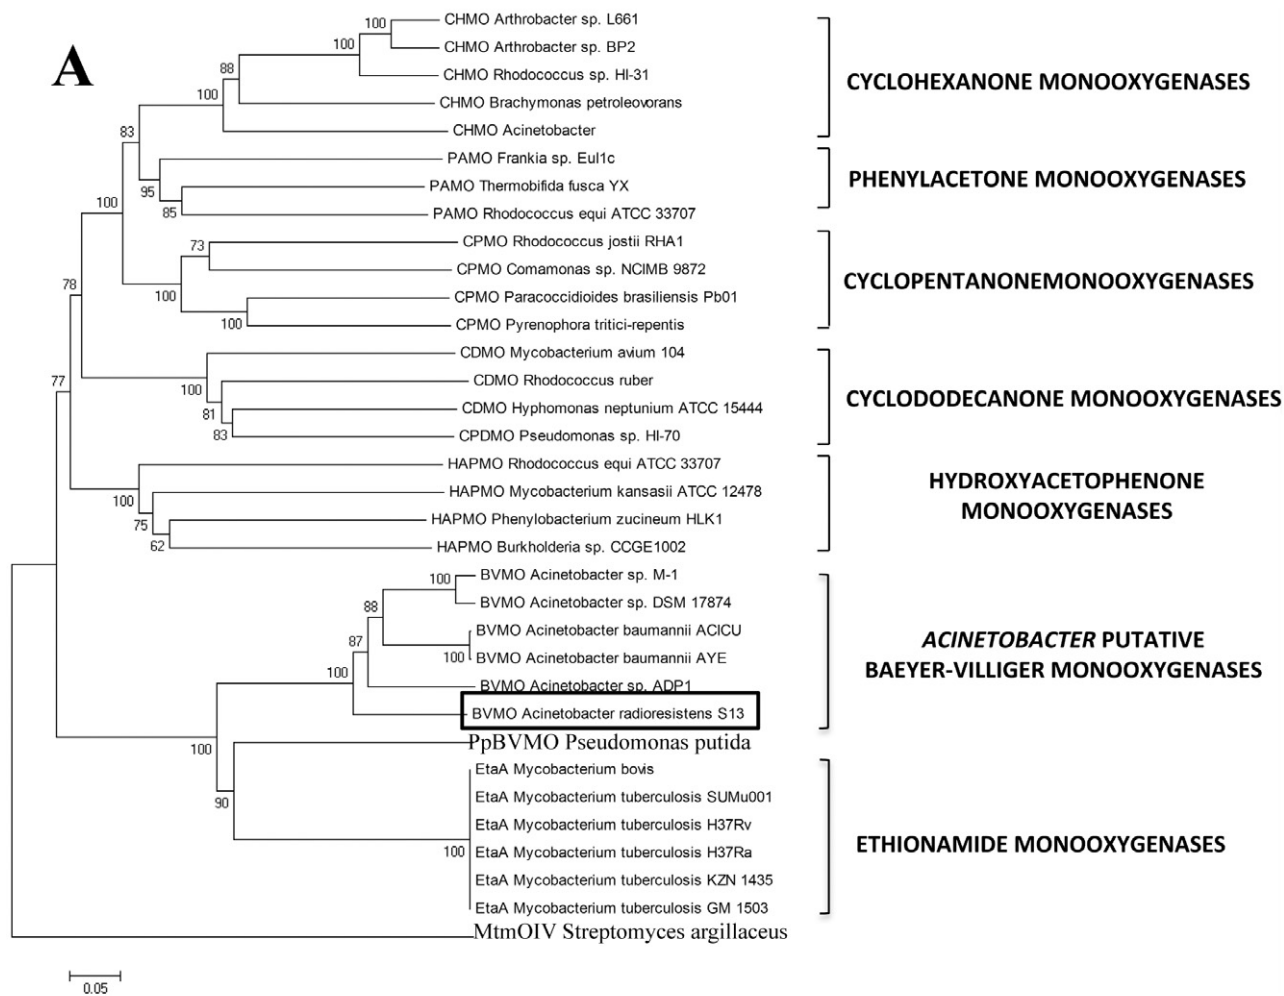 A
CHMO Arthrobacter sp. L661
CHMO Arthrobacter sp. BP2
CHMO Rhodococcus sp. HI-31
CHMO Brachymonas petroleovorans
CHMO Acinetobacter
PAMO Frankia sp. EuI1c
PAMO Thermobifida fusca YX
PAMO Rhodococcus equi ATCC 33707
CPMO Rhodococcus jostii RHA1
CPMO Comamonas sp. NCIMB 9872
CPMO Paracoccidioides brasiliensis Pb01
CPMO Pyrenophora tritici-repentis
CDMO Mycobacterium avium 104
CDMO Rhodococcus ruber
CDMO Hyphomonas neptunium ATCC 15444
CPDMO Pseudomonas sp. HI-70
HAPMO Rhodococcus equi ATCC 33707
HAPMO Mycobacterium kansasii ATCC 12478
HAPMO Phenylobacterium zucineum HLK1
HAPMO Burkholderia sp. CCGE1002
BVMO Acinetobacter sp. M-1
BVMO Acinetobacter sp. DSM 17874
BVMO Acinetobacter baumannii ACICU
BVMO Acinetobacter baumannii AYE
BVMO Acinetobacter sp. ADP1
BVMO Acinetobacter radioresistens S13
PpBVMO Pseudomonas putida
EtaA Mycobacterium bovis
EtaA Mycobacterium tuberculosis SUMu001
EtaA Mycobacterium tuberculosis H37Rv
EtaA Mycobacterium tuberculosis H37Ra
EtaA Mycobacterium tuberculosis KZN 1435
EtaA Mycobacterium tuberculosis GM 1503
MtmOIV Streptomyces argillaceus
CYCLOHEXANONE MONOOXYGENASES
PHENYLACETONE MONOOXYGENASES
CYCLOPENTANONEMONOOXYGENASES
CYCLODODECANONE MONOOXYGENASES
HYDROXYACETOPHENONE
MONOOXYGENASES
ACINETOBACTER PUTATIVE
BAEYER-VILLIGER MONOOXYGENASES
ETHIONAMIDE MONOOXYGENASES
100
100
88
100
83
95
85
100
73
100
100
78
100
81
83
77
100
75
62
100
88
87
100
100
100
90
100
0.05